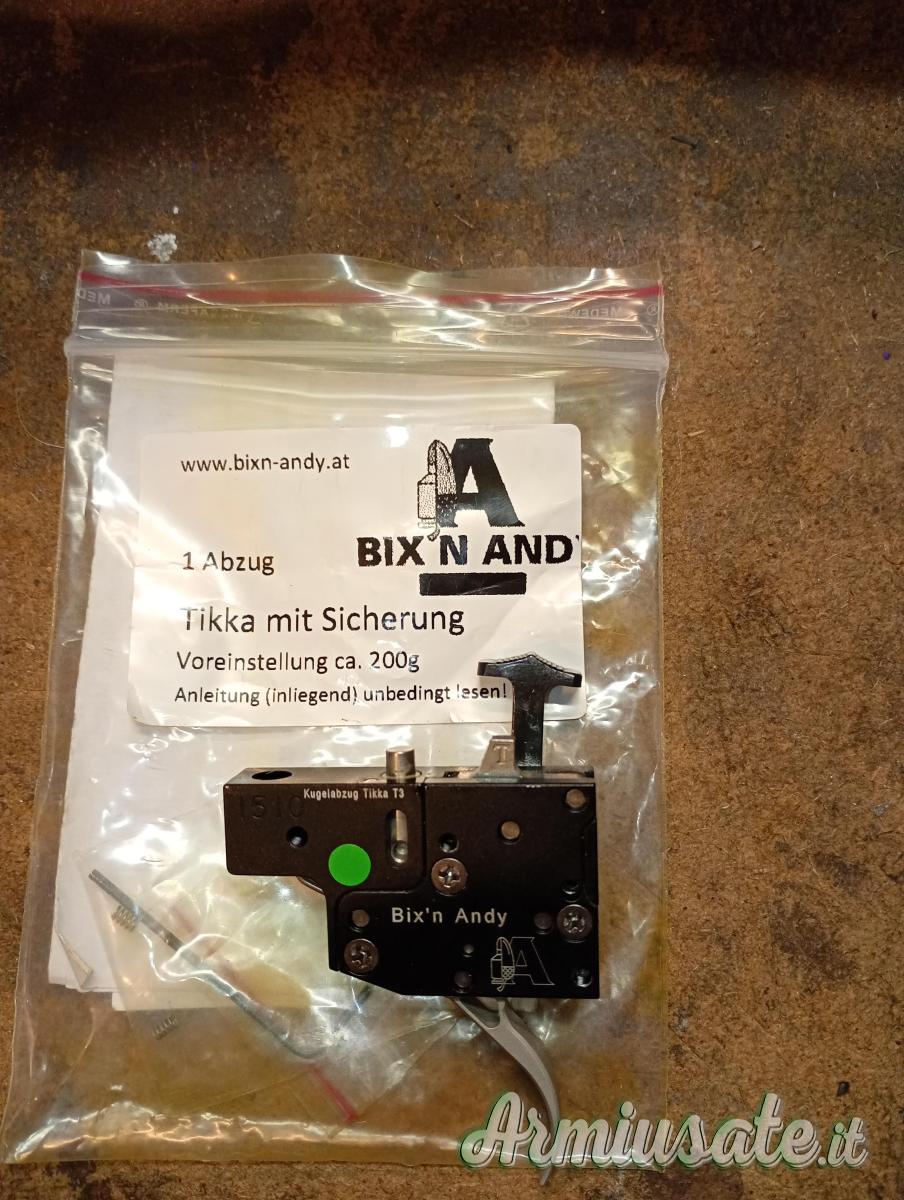 www.bixn-andy.at
A
BIX'N AND
1 Abzug
Tikka mit Sicherung
Voreinstellung ca. 200g
Anleitung (inliegend) unbedingt lesen!
T
Kugelabzug Tikka T3
1510
Bix'n Andy
A
Armiusate.it